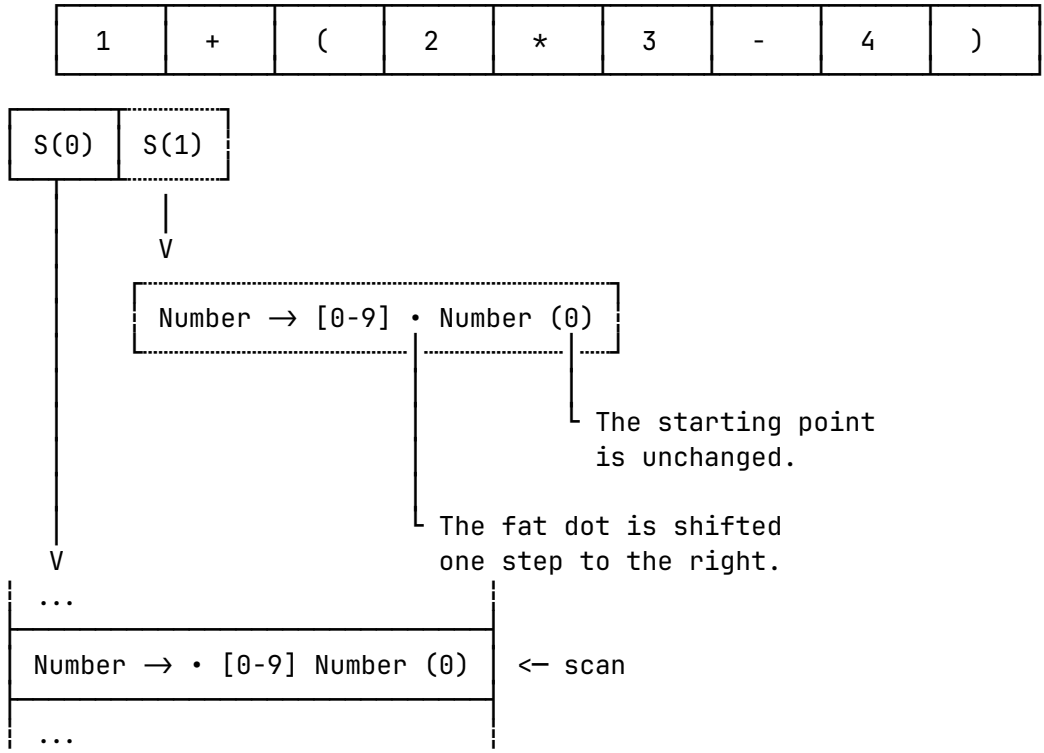 1 + ( 2 * 3 - 4 )
S(0) S(1)
V
Number → [0-9] • Number (0)
The starting point
is unchanged.
The fat dot is shifted
one step to the right.
V
...
Number → • [0-9] Number (0) <— scan
...